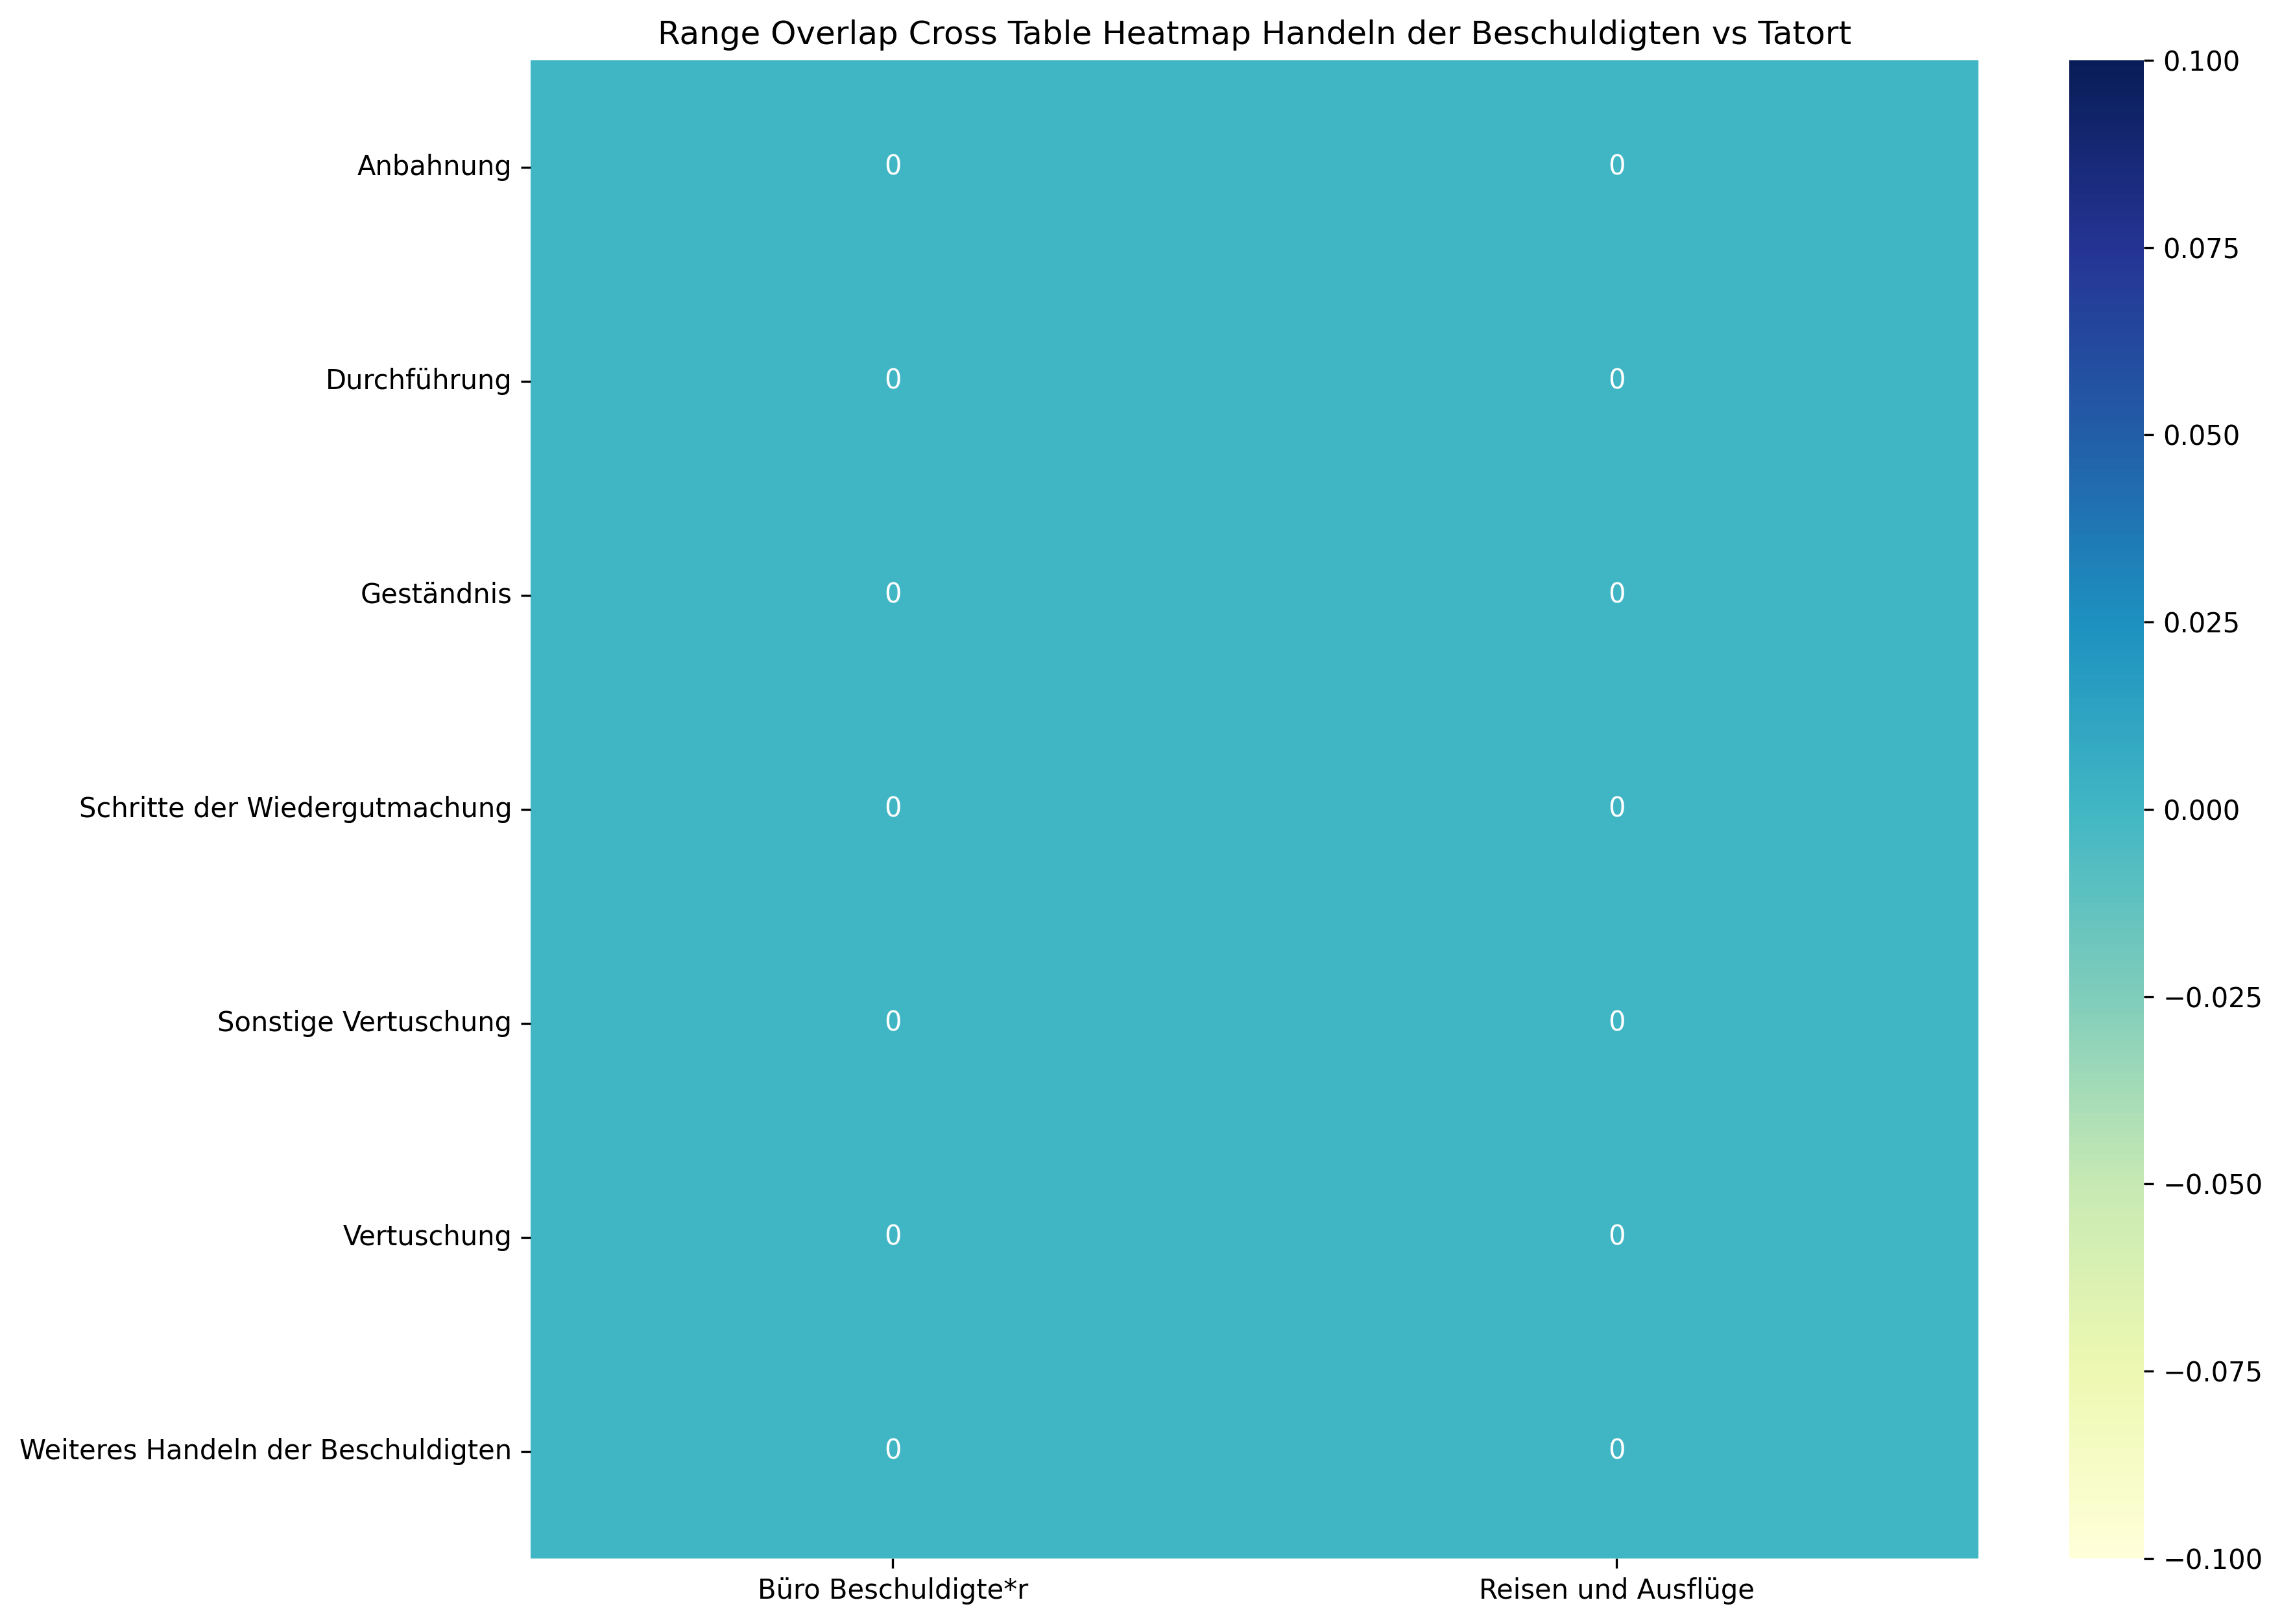 Range Overlap Cross Table Heatmap Handeln der Beschuldigten vs Tatort
Anbahnung 0 0
Durchführung 0 0
Geständnis 0 0
Schritte der Wiedergutmachung 0 0
Sonstige Vertuschung 0 0
Vertuschung 0 0
Weiteres Handeln der Beschuldigten 0 0
Büro Beschuldigte*r Reisen und Ausflüge
0.100
0.075
0.050
0.025
0.000
−0.025
−0.050
−0.075
−0.100